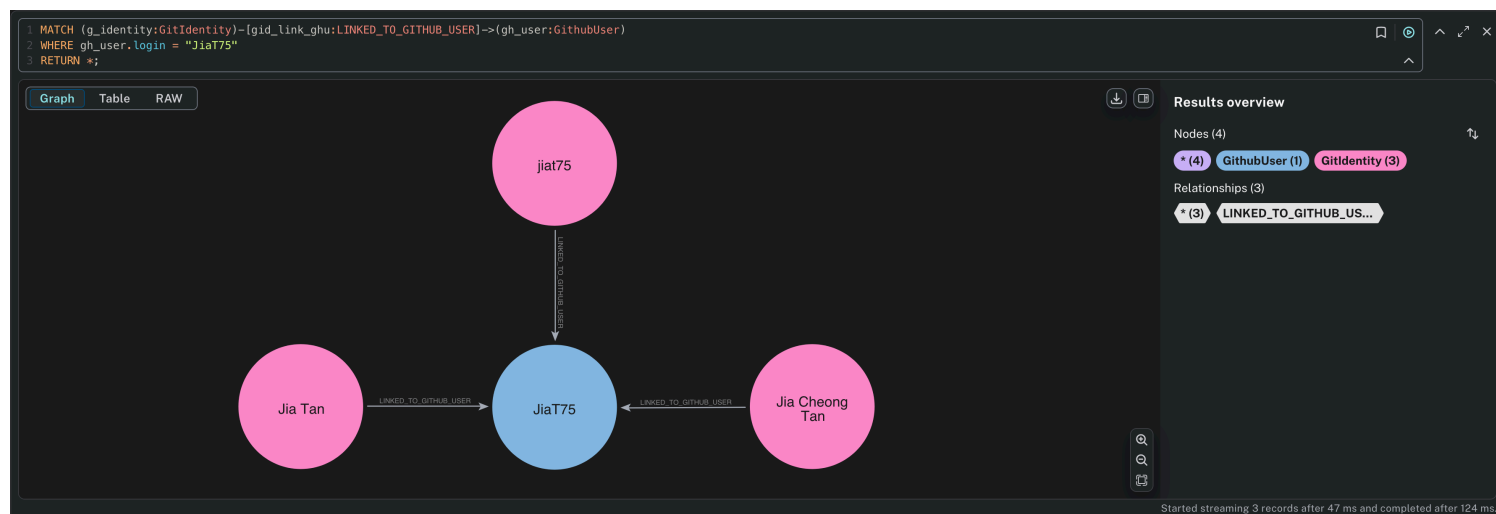 1 MATCH (g_identity:GitIdentity)-[gid_link_ghu:LINKED_TO_GITHUB_USER]->(gh_user:GithubUser)
2 WHERE gh_user.login = "JiaT75"
3 RETURN *;
Graph Table RAW
Results overview
Nodes (4)
* (4) GithubUser (1) GitIdentity (3)
Relationships (3)
* (3) LINKED_TO_GITHUB_US...
jiat75
LINKED_TO_GITHUB_USER
Jia Tan
LINKED_TO_GITHUB_USER
JiaT75
LINKED_TO_GITHUB_USER
Jia Cheong
Tan
Started streaming 3 records after 47 ms and completed after 124 ms.